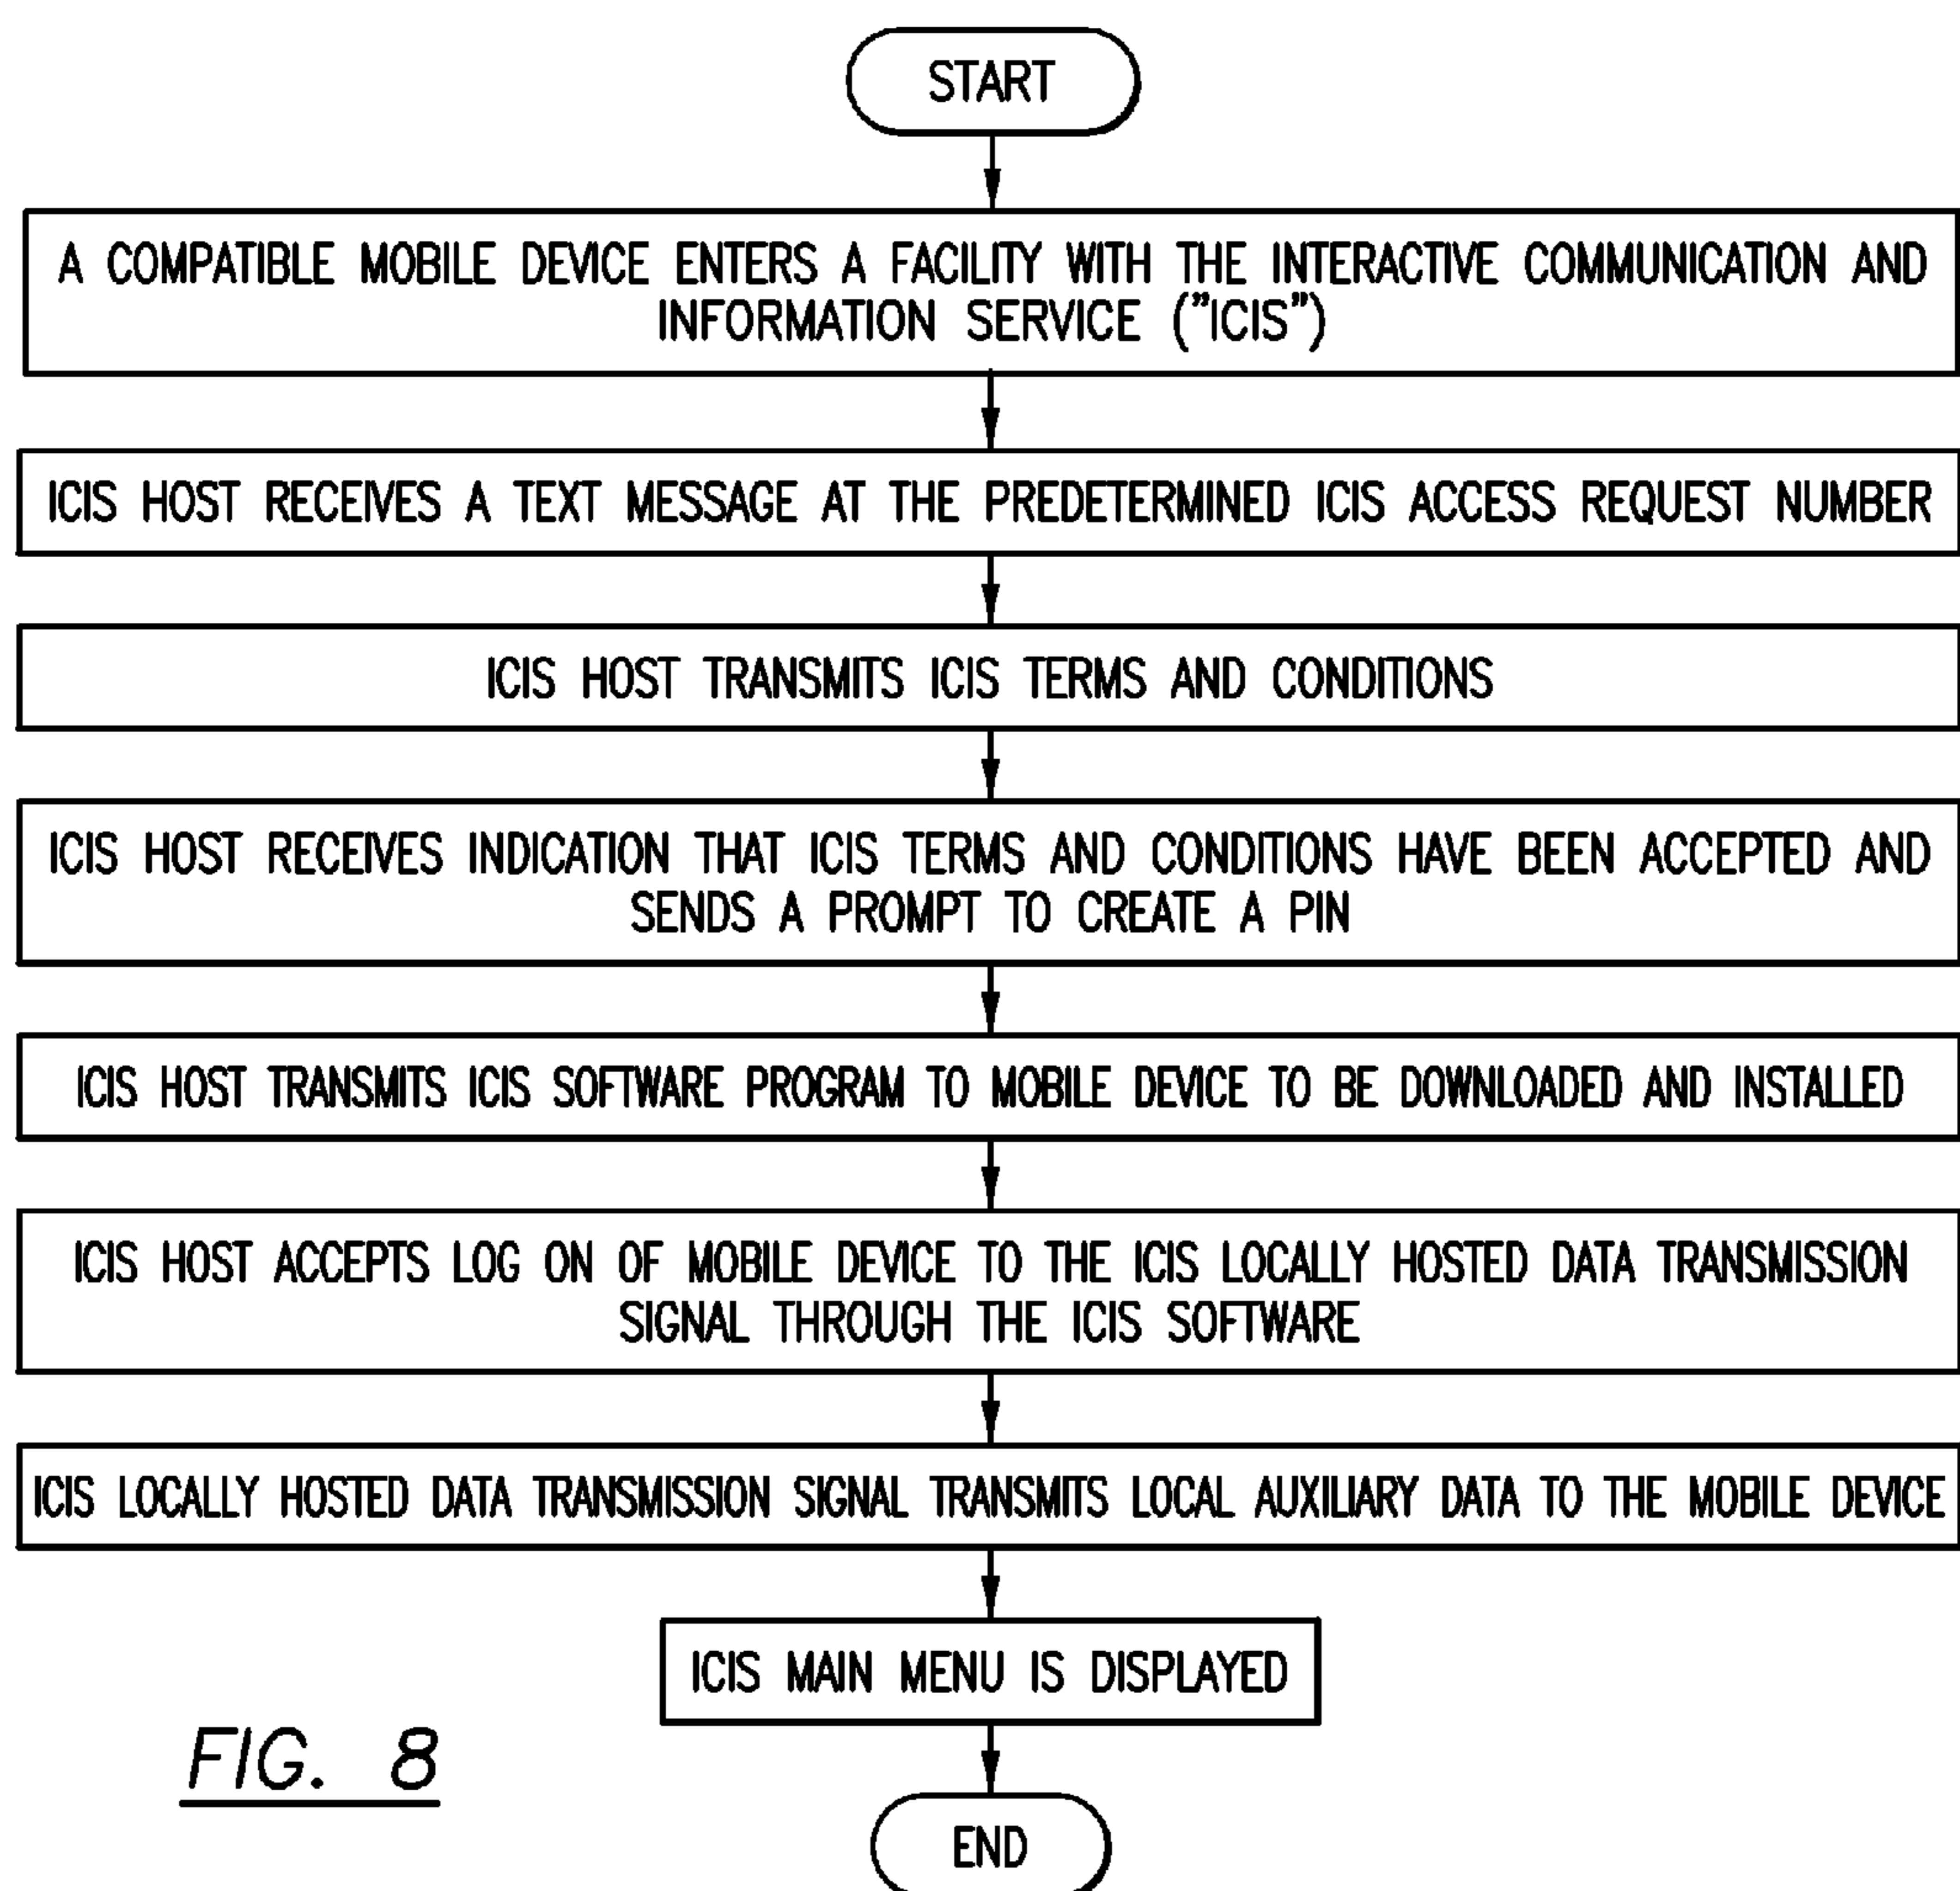 START
A COMPATIBLE MOBILE DEVICE ENTERS A FACILITY WITH THE INTERACTIVE COMMUNICATION AND
INFORMATION SERVICE ("ICIS")
ICIS HOST RECEIVES A TEXT MESSAGE AT THE PREDETERMINED ICIS ACCESS REQUEST NUMBER
ICIS HOST TRANSMITS ICIS TERMS AND CONDITIONS
ICIS HOST RECEIVES INDICATION THAT ICIS TERMS AND CONDITIONS HAVE BEEN ACCEPTED AND
SENDS A PROMPT TO CREATE A PIN
ICIS HOST TRANSMITS ICIS SOFTWARE PROGRAM TO MOBILE DEVICE TO BE DOWNLOADED AND INSTALLED
ICIS HOST ACCEPTS LOG ON OF MOBILE DEVICE TO THE ICIS LOCALLY HOSTED DATA TRANSMISSION
SIGNAL THROUGH THE ICIS SOFTWARE
ICIS LOCALLY HOSTED DATA TRANSMISSION SIGNAL TRANSMITS LOCAL AUXILIARY DATA TO THE MOBILE DEVICE
ICIS MAIN MENU IS DISPLAYED
FIG. 8
END